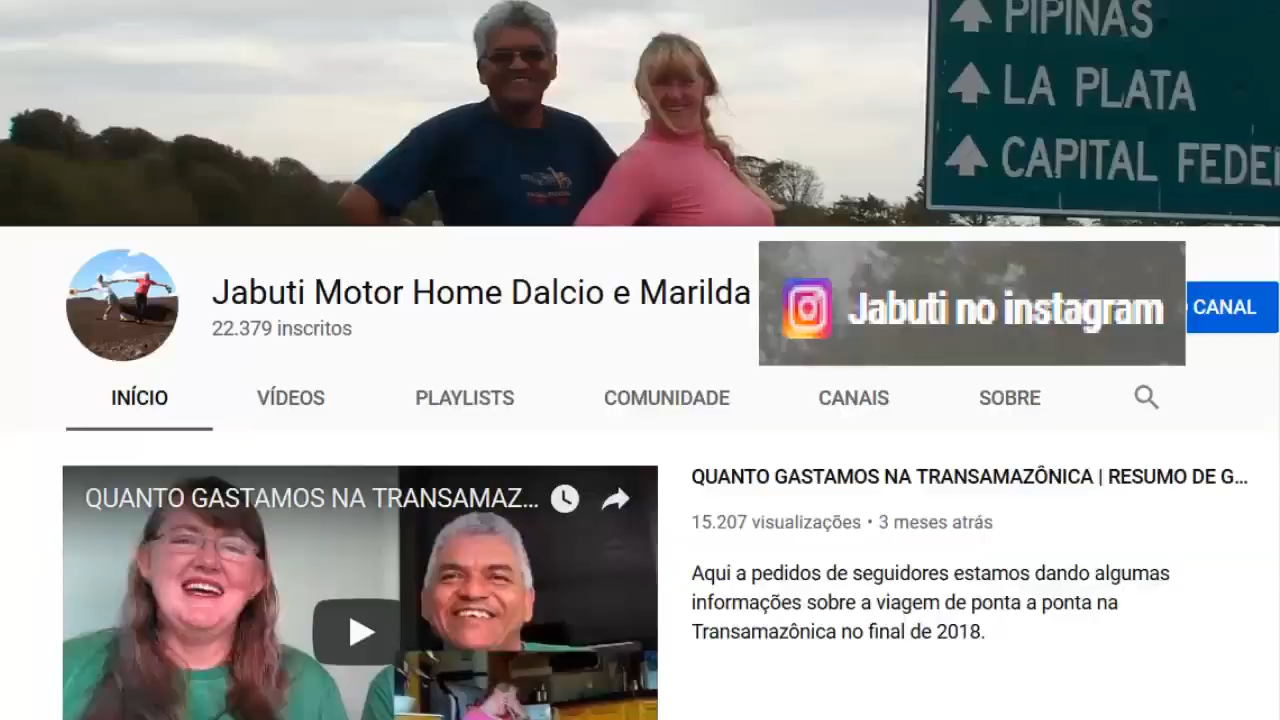 PIPINAS
LA PLATA
CAPITAL FEDE
Jabuti Motor Home Dalcio e Marilda
22.379 inscritos
Jabuti no instagram
CANAL
INÍCIO
VÍDEOS
PLAYLISTS
COMUNIDADE
CANAIS
SOBRE
QUANTO GASTAMOS NA TRANSAMAZ...
QUANTO GASTAMOS NA TRANSAMAZÔNICA | RESUMO DE G...
15.207 visualizações • 3 meses atrás
Aqui a pedidos de seguidores estamos dando algumas
informações sobre a viagem de ponta a ponta na
Transamazônica no final de 2018.